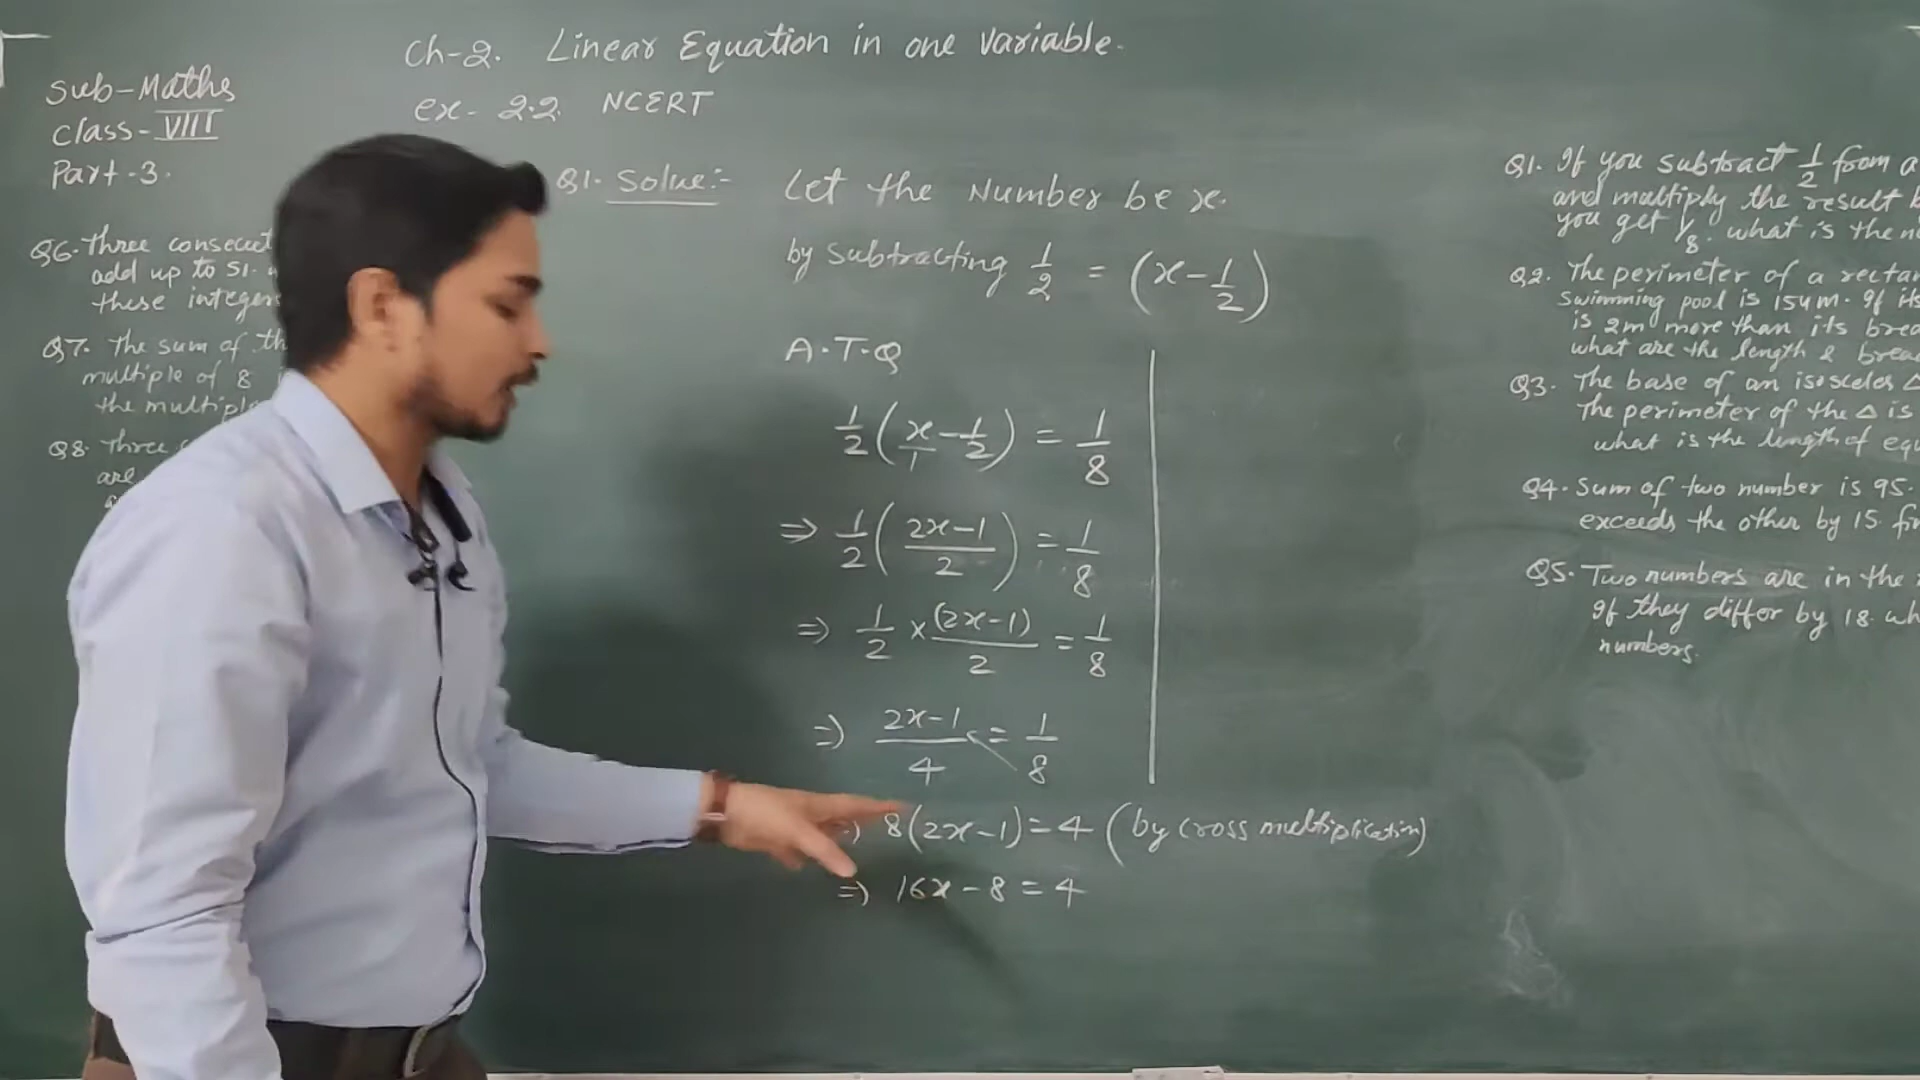 Ch-2. Linear Equation in one variable.
ex- 2.2. NCERT
Sub-Maths
Class-VIII
Part-3.
Q6. Three consecut
add up to 51.
these integers
Q7. The sum of th
multiple of 8
the multipl
Q8. Three
are
Q1. Solve:-
Let the Number be x.
by subtracting 1/2 = (x-1/2)
A.T.Q
1/2 (x/1 - 1/2) = 1/8
=> 1/2 ((2x-1)/2) = 1/8
=> 1/2 × (2x-1)/2 = 1/8
=> (2x-1)/4 = 1/8
8(2x-1)=4 (by cross multiplication)
=> 16x-8=4
Q1. If you subtract 1/2 from a
and multiply the result b
you get 1/8. what is the n
Q2. The perimeter of a rectan
swimming pool is 154m. If its
is 2m more than its brea
what are the length & brea
Q3. The base of an isosceles Δ
The perimeter of the Δ is
what is the length of equ
Q4. Sum of two number is 95.
exceeds the other by 15. fin
Q5. Two numbers are in the
If they differ by 18. wh
numbers.